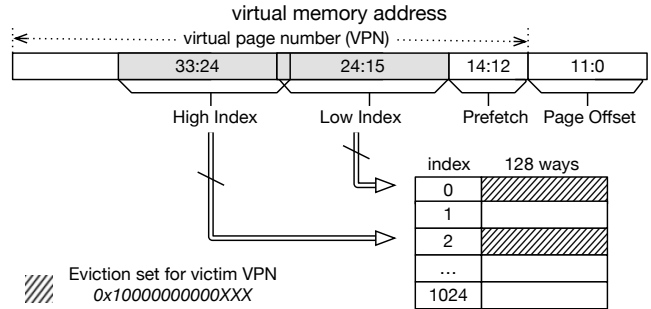 virtual memory address
virtual page number (VPN)
33:24 24:15 14:12 11:0
High Index Low Index Prefetch Page Offset
index 128 ways
0
1
2
...
1024
Eviction set for victim VPN
0x10000000000XXX